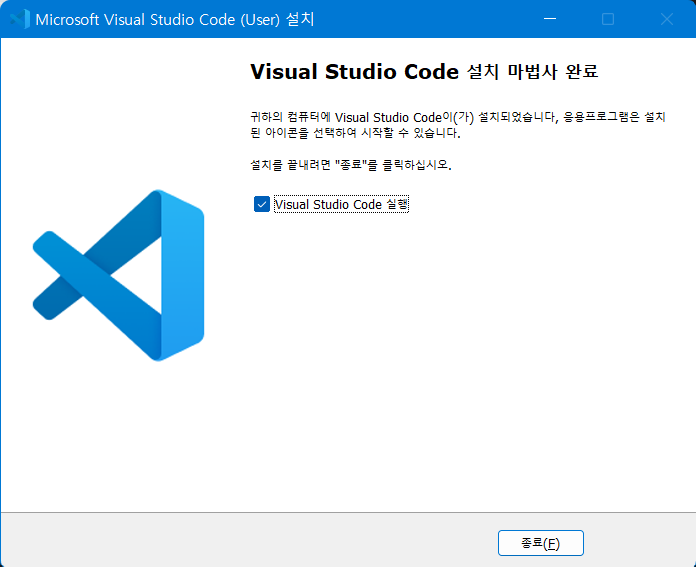 Microsoft Visual Studio Code (User) 설치
Visual Studio Code 설치 마법사 완료
귀하의 컴퓨터에 Visual Studio Code이(가) 설치되었습니다, 응용프로그램은 설치
된 아이콘을 선택하여 시작할 수 있습니다.
설치를 끝내려면 "종료"를 클릭하십시오.
Visual Studio Code 실행
종료(F)